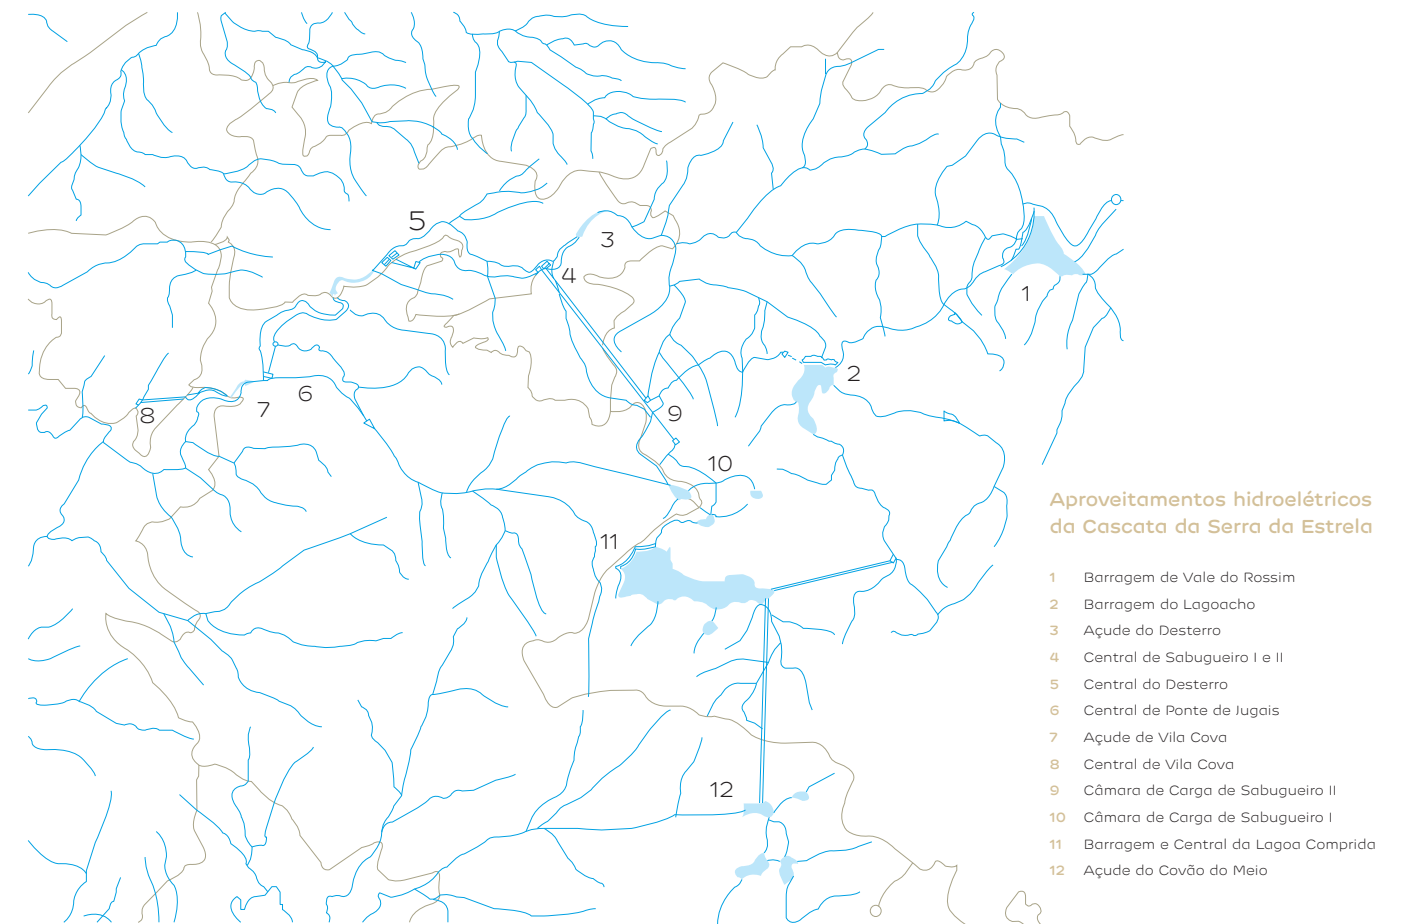 5
3
4
1
2
6
7
8
9
10
11
12
Aproveitamentos hidroelétricos
da Cascata da Serra da Estrela
1 Barragem de Vale do Rossim
2 Barragem do Lagoacho
3 Açude do Desterro
4 Central de Sabugueiro I e II
5 Central do Desterro
6 Central de Ponte de Jugais
7 Açude de Vila Cova
8 Central de Vila Cova
9 Câmara de Carga de Sabugueiro II
10 Câmara de Carga de Sabugueiro I
11 Barragem e Central da Lagoa Comprida
12 Açude do Covão do Meio